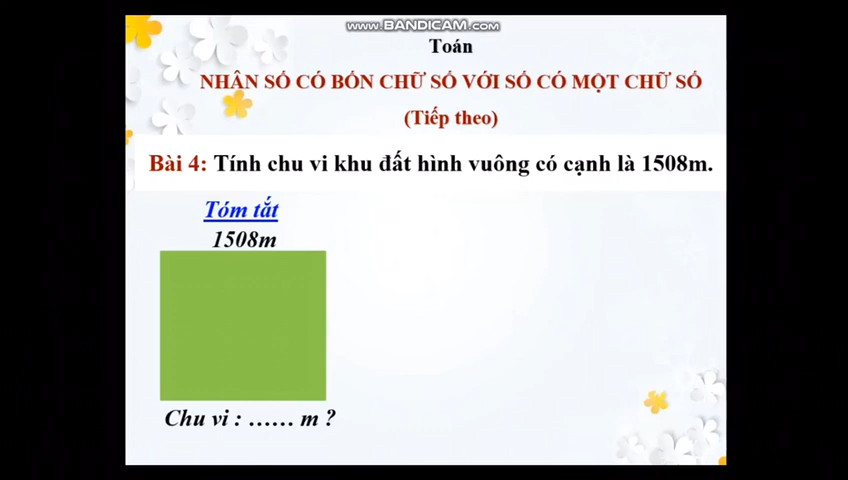 www.BANDICAM.com
Toán
NHÂN SỐ CÓ BỐN CHỮ SỐ VỚI SỐ CÓ MỘT CHỮ SỐ
(Tiếp theo)
Bài 4: Tính chu vi khu đất hình vuông có cạnh là 1508m.
Tóm tắt
1508m
Chu vi : …… m ?